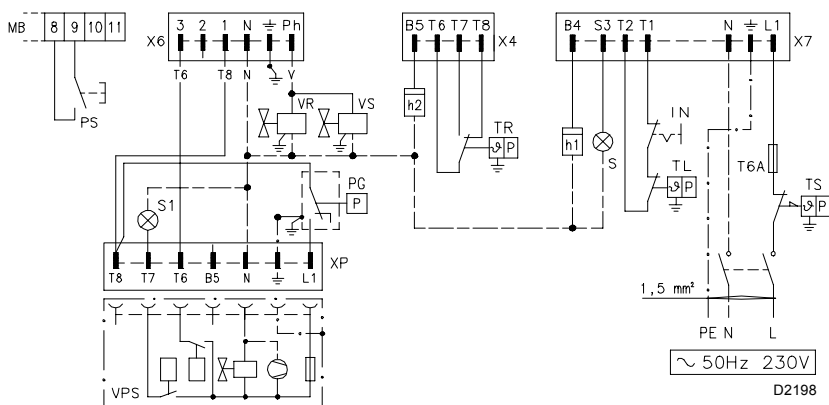 MB 8 9 10 11
PS
X6 3 2 1 N Ph
T6 T8 N V
VR VS
B5 T6 T7 T8 X4
h2
TR
ϑ P
B4 S3 T2 T1 N L1 X7
h1
S
IN
TL
ϑ P
T6A
TS
ϑ P
PG
P
S1
XP
T8 T7 T6 B5 N L1
VPS
1,5 mm²
PE N L
~ 50Hz 230V
D2198